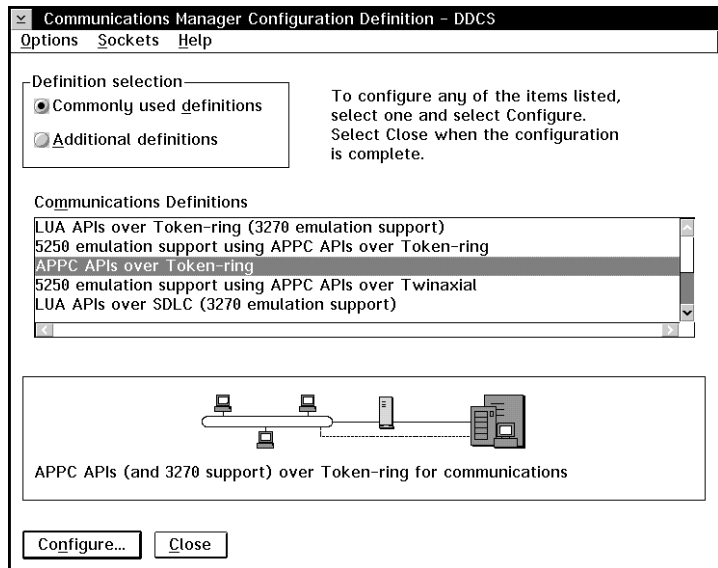 Communications Manager Configuration Definition - DDCS
Options Sockets Help
Definition selection
Commonly used definitions
Additional definitions
To configure any of the items listed,
select one and select Configure.
Select Close when the configuration
is complete.
Communications Definitions
LUA APIs over Token-ring (3270 emulation support)
5250 emulation support using APPC APIs over Token-ring
APPC APIs over Token-ring
5250 emulation support using APPC APIs over Twinaxial
LUA APIs over SDLC (3270 emulation support)
APPC APIs (and 3270 support) over Token-ring for communications
Configure... Close